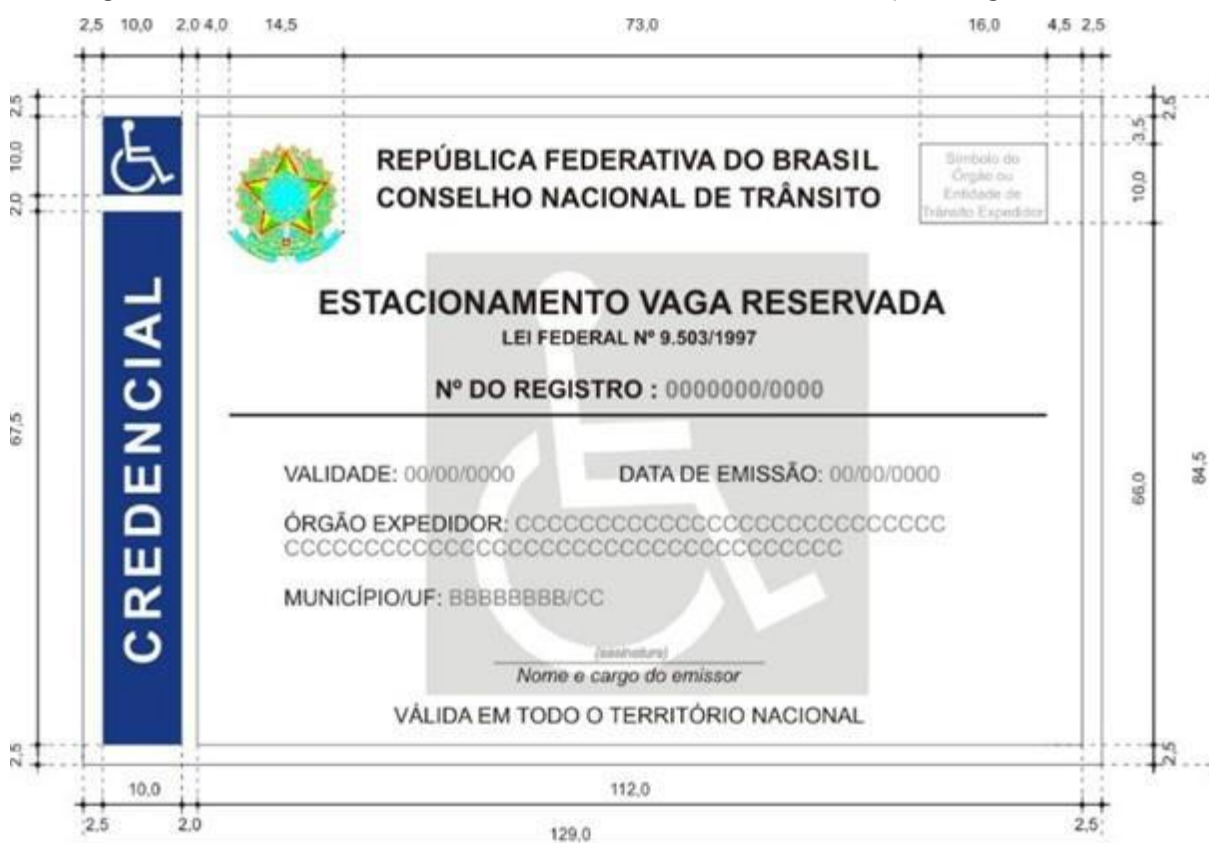 2,5 10,0 2,0 4,0 14,5 73,0 16,0 4,5 2,5
2,5
10,0
2,0
67,5
2,5
CREDENCIAL
REPÚBLICA FEDERATIVA DO BRASIL
CONSELHO NACIONAL DE TRÂNSITO
Símbolo do
Órgão ou
Entidade de
Trânsito Expedidor
ESTACIONAMENTO VAGA RESERVADA
LEI FEDERAL Nº 9.503/1997
Nº DO REGISTRO : 0000000/0000
VALIDADE: 00/00/0000 DATA DE EMISSÃO: 00/00/0000
ÓRGÃO EXPEDIDOR: CCCCCCCCCCCCCCCCCCCCCCCCCCC
CCCCCCCCCCCCCCCCCCCCCCCCCCCCCCCCCCC
MUNICÍPIO/UF: BBBBBBBB/CC
(assinatura)
Nome e cargo do emissor
VÁLIDA EM TODO O TERRITÓRIO NACIONAL
2,5
3,5
10,0
66,0
84,5
2,5
10,0 112,0
2,5 2,0 129,0 2,5